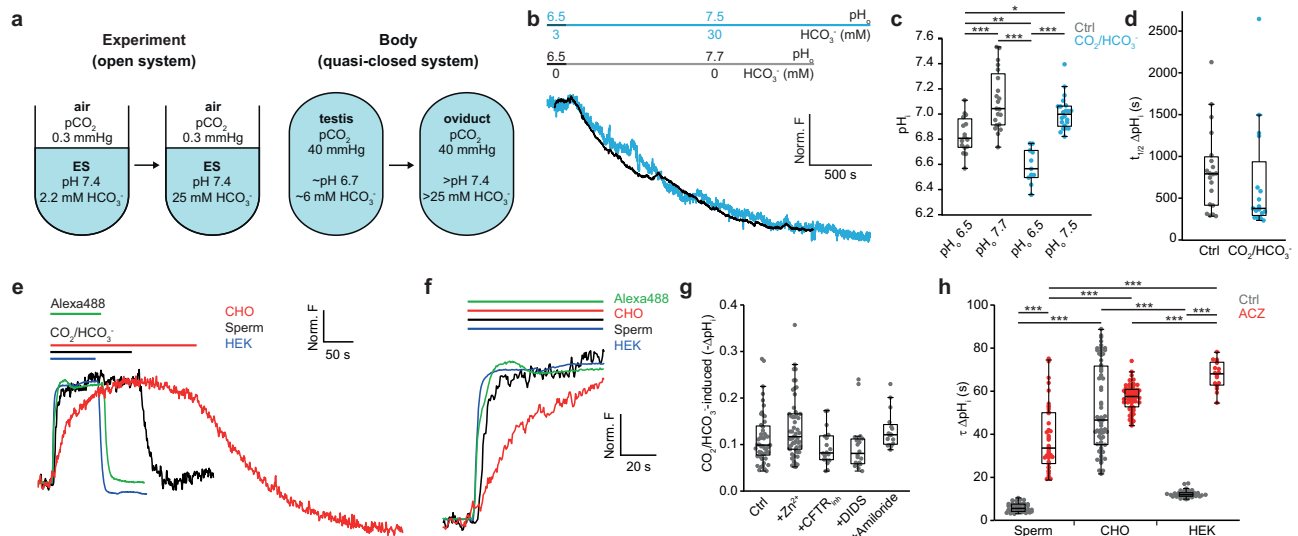 a
Experiment
(open system)
Body
(quasi-closed system)
air
pCO₂
0.3 mmHg
ES
pH 7.4
2.2 mM HCO₃⁻
air
pCO₂
0.3 mmHg
ES
pH 7.4
25 mM HCO₃⁻
testis
pCO₂
40 mmHg
~pH 6.7
~6 mM HCO₃⁻
oviduct
pCO₂
40 mmHg
>pH 7.4
>25 mM HCO₃⁻
b
6.5 7.5 pHₒ
3 30 HCO₃⁻ (mM)
6.5 7.7 pHₒ
0 0 HCO₃⁻ (mM)
Norm. F
500 s
c
Ctrl
CO₂/HCO₃⁻
*
**
*** *** ***
pHᵢ
7.6
7.4
7.2
7.0
6.8
6.6
6.4
6.2
pHₒ 6.5
pHₒ 7.7
pHₒ 6.5
pHₒ 7.5
d
t₁/₂ ΔpHᵢ (s)
2500
2000
1500
1000
500
0
Ctrl CO₂/HCO₃⁻
e
Alexa488
CO₂/HCO₃⁻
CHO
Sperm
HEK
Norm. F
50 s
f
Alexa488
CHO
Sperm
HEK
Norm. F
20 s
g
CO₂/HCO₃⁻-induced (-ΔpHᵢ)
0.4
0.3
0.2
0.1
0.0
Ctrl
+Zn²⁺
+CFTRᵢₙₕ
+DIDS
+Amiloride
h
Ctrl
ACZ
***
***
*** *** ***
*** ***
τ ΔpHᵢ (s)
100
80
60
40
20
0
Sperm CHO HEK